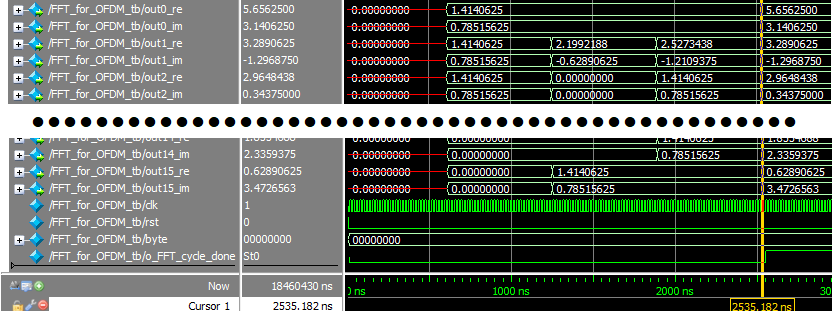 /FFT_for_OFDM_tb/out0_re 5.6562500 0.00000000 1.4140625 5.6562500
/FFT_for_OFDM_tb/out0_im 3.1406250 0.00000000 0.78515625 3.1406250
/FFT_for_OFDM_tb/out1_re 3.2890625 0.00000000 1.4140625 2.1992188 2.5273438 3.2890625
/FFT_for_OFDM_tb/out1_im -1.2968750 0.00000000 0.78515625 -0.62890625 -1.2109375 -1.2968750
/FFT_for_OFDM_tb/out2_re 2.9648438 0.00000000 1.4140625 0.00000000 1.4140625 2.9648438
/FFT_for_OFDM_tb/out2_im 0.34375000 0.00000000 0.78515625 0.00000000 0.78515625 0.34375000
/FFT_for_OFDM_tb/out14_im 2.3359375 0.00000000 0.78515625 2.3359375
/FFT_for_OFDM_tb/out15_re 0.62890625 0.00000000 0.00000000 1.4140625 0.62890625
/FFT_for_OFDM_tb/out15_im 3.4726563 0.00000000 0.00000000 0.78515625 3.4726563
/FFT_for_OFDM_tb/clk 1
/FFT_for_OFDM_tb/rst 0
/FFT_for_OFDM_tb/byte 00000000 00000000
/FFT_for_OFDM_tb/o_FFT_cycle_done St0
Now 18460430 ns ns 1000 ns 2000 ns
Cursor 1 2535.182 ns 2535.182 ns